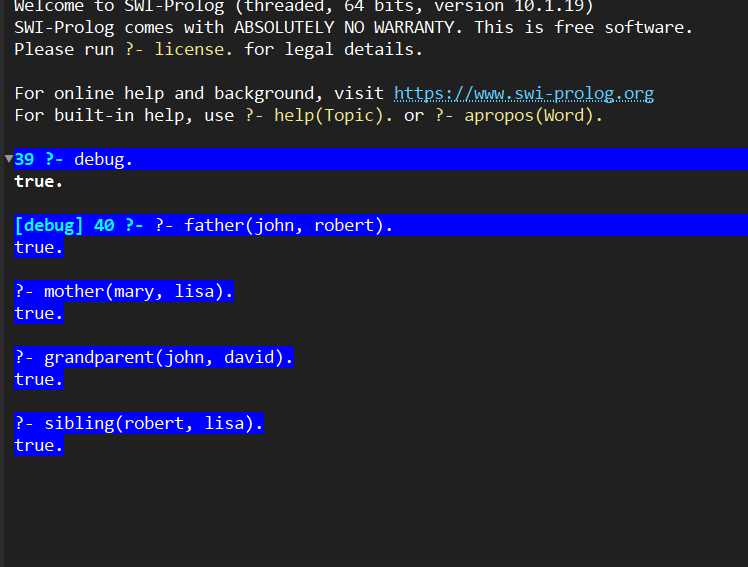 Welcome to SWI-Prolog (threaded, 64 bits, version 10.1.19)
SWI-Prolog comes with ABSOLUTELY NO WARRANTY. This is free software.
Please run ?- license. for legal details.
For online help and background, visit https://www.swi-prolog.org
For built-in help, use ?- help(Topic). or ?- apropos(Word).
39 ?- debug.
true.
[debug] 40 ?- ?- father(john, robert).
true.
?- mother(mary, lisa).
true.
?- grandparent(john, david).
true.
?- sibling(robert, lisa).
true.